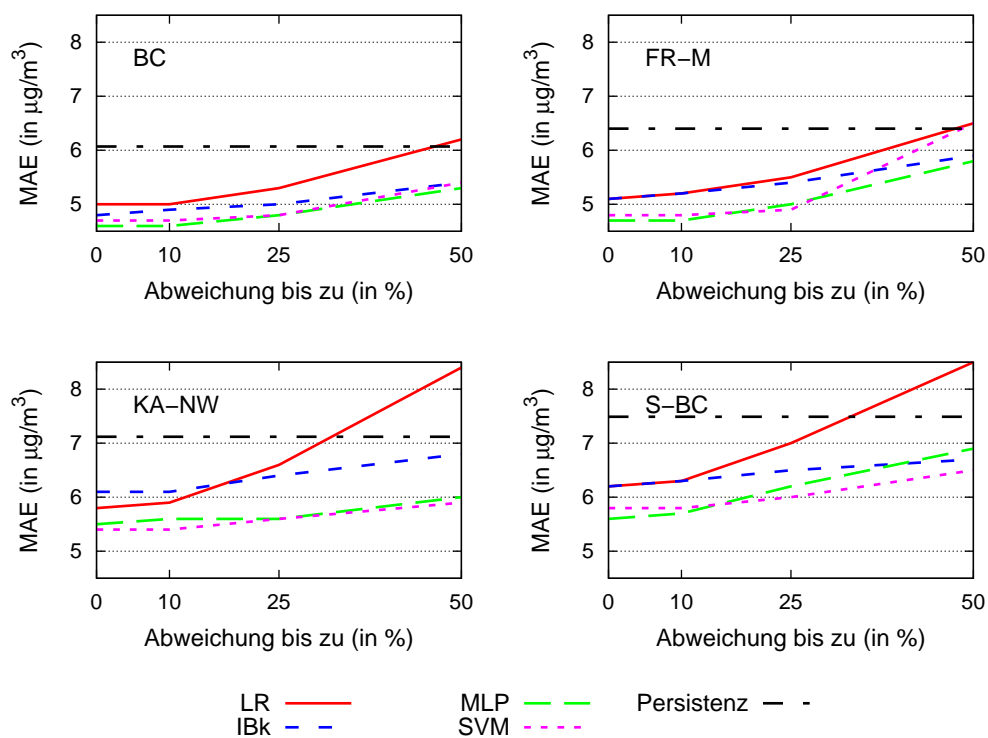 BC
MAE (in µg/m³)
8
7
6
5
0 10 25 50
Abweichung bis zu (in %)
FR−M
MAE (in µg/m³)
8
7
6
5
0 10 25 50
Abweichung bis zu (in %)
KA−NW
MAE (in µg/m³)
8
7
6
5
0 10 25 50
Abweichung bis zu (in %)
S−BC
MAE (in µg/m³)
8
7
6
5
0 10 25 50
Abweichung bis zu (in %)
LR MLP Persistenz
IBk SVM